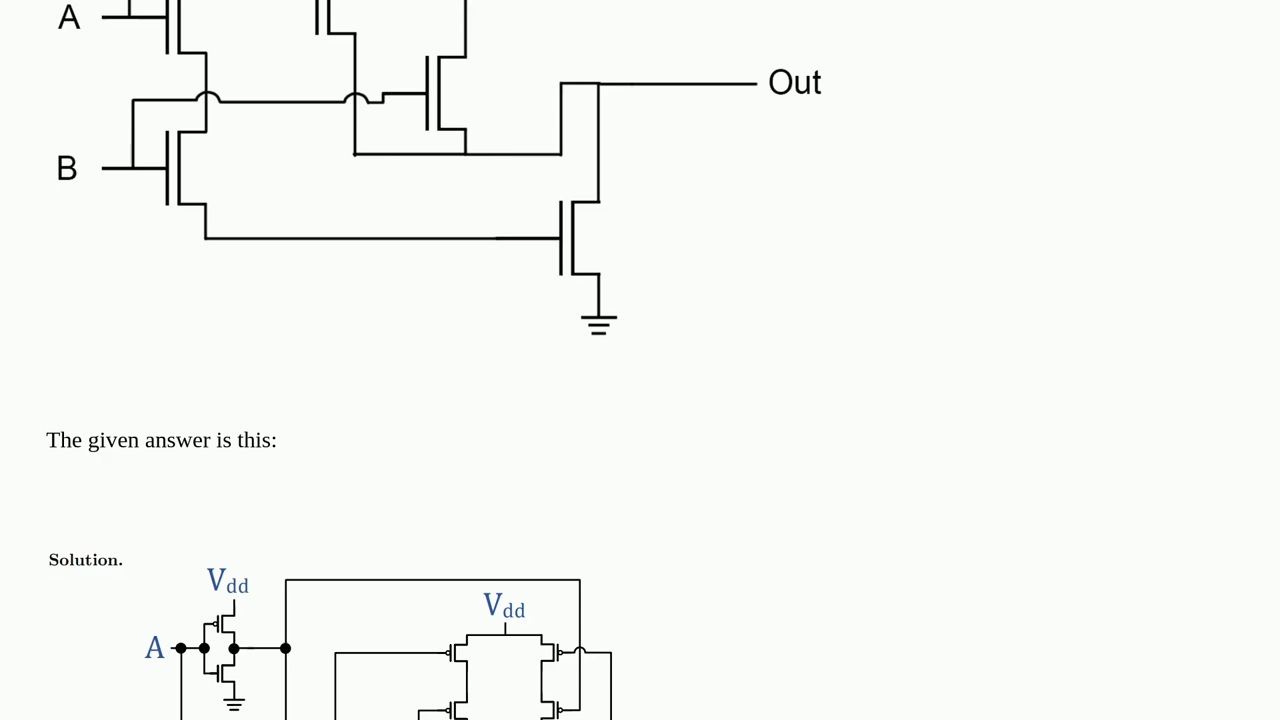 A
Out
B
The given answer is this:
Solution.
Vdd
Vdd
A